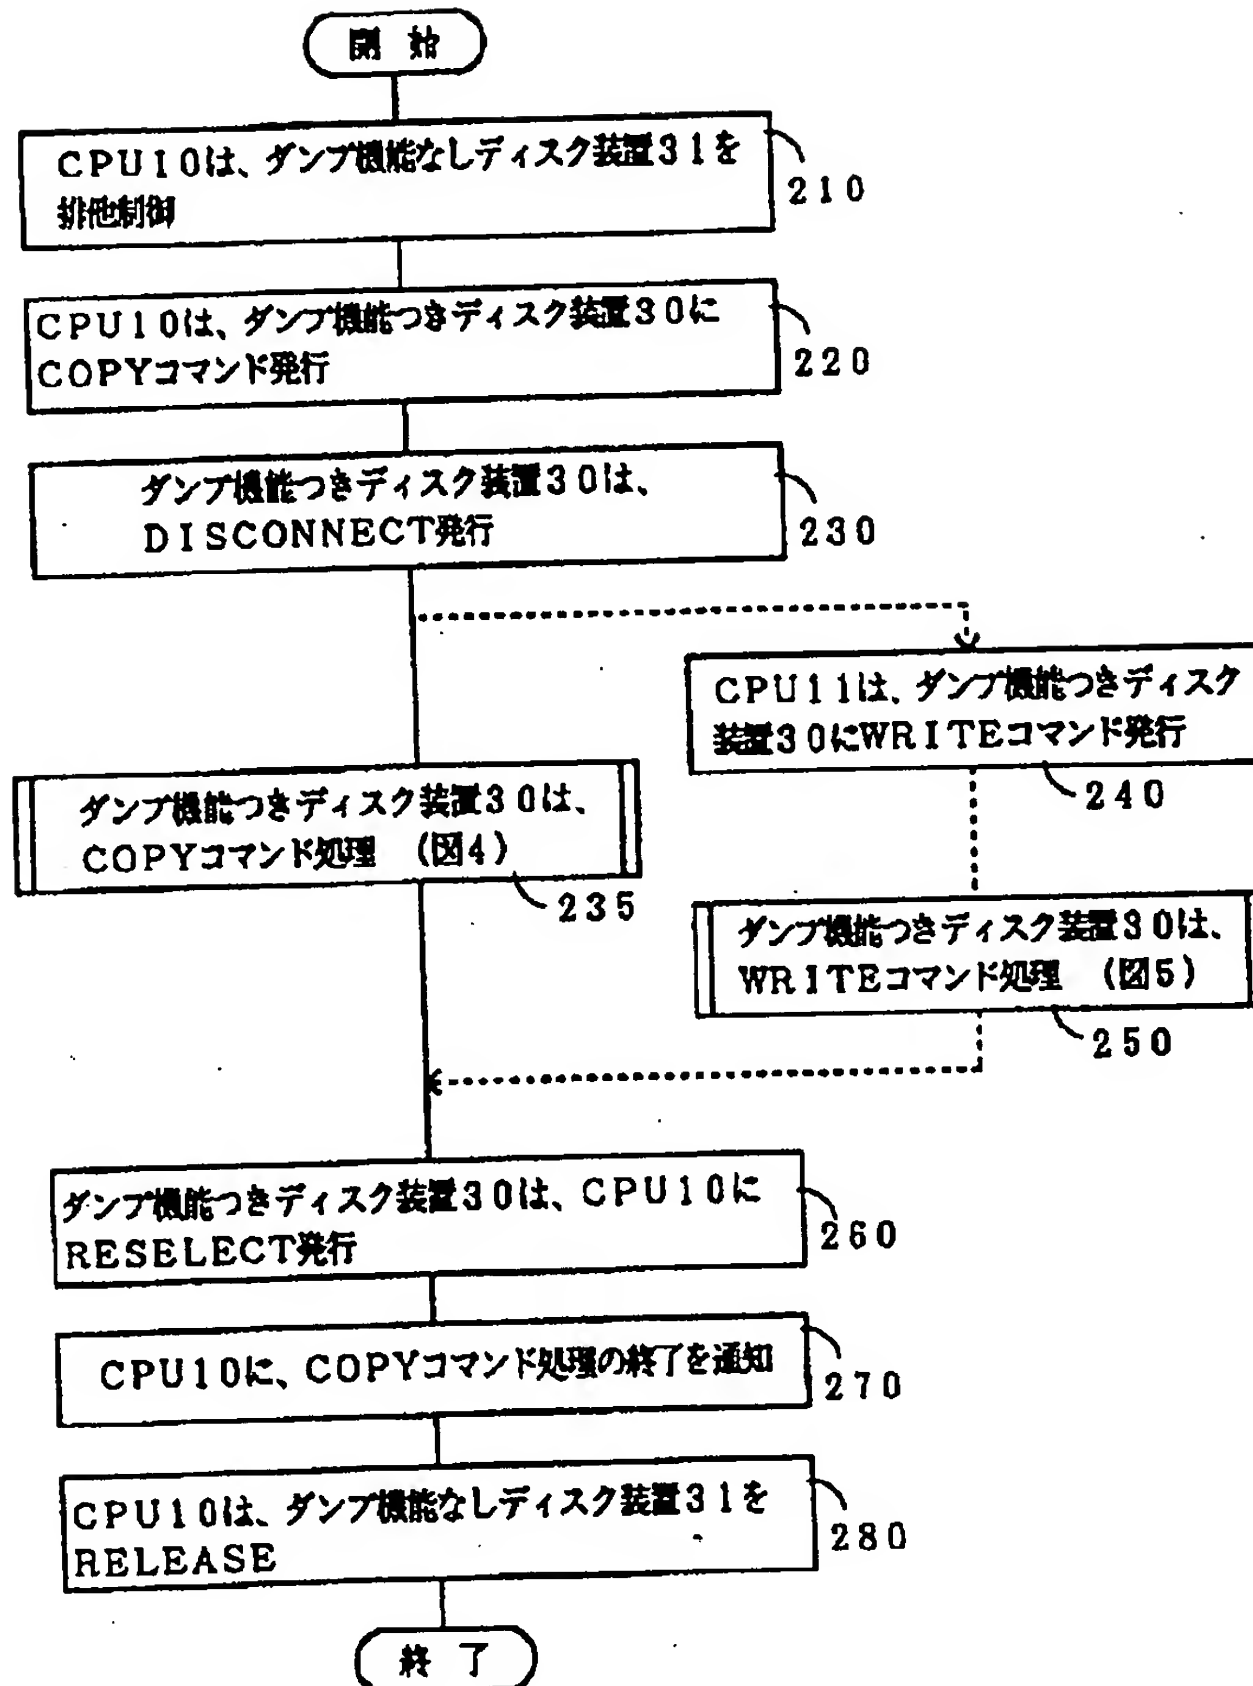 開 始
CPU10は、ダンプ機能なしディスク装置31を
排他制御
210
CPU10は、ダンプ機能つきディスク装置30に
COPYコマンド発行
220
ダンプ機能つきディスク装置30は、
DISCONNECT発行
230
CPU11は、ダンプ機能つきディスク
装置30にWRITEコマンド発行
240
ダンプ機能つきディスク装置30は、
COPYコマンド処理 (図4)
235
ダンプ機能つきディスク装置30は、
WRITEコマンド処理 (図5)
250
ダンプ機能つきディスク装置30は、CPU10に
RESELECT発行
260
CPU10に、COPYコマンド処理の終了を通知
270
CPU10は、ダンプ機能なしディスク装置31を
RELEASE
280
終 了